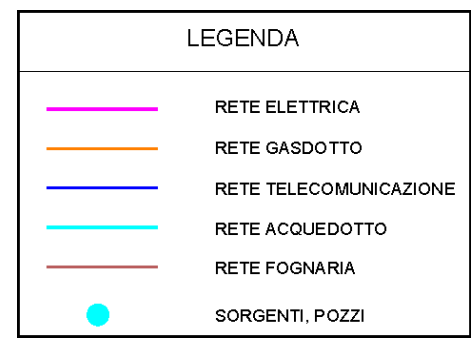 LEGENDA
RETE ELETTRICA
RETE GASDOTTO
RETE TELECOMUNICAZIONE
RETE ACQUEDOTTO
RETE FOGNARIA
SORGENTI, POZZI